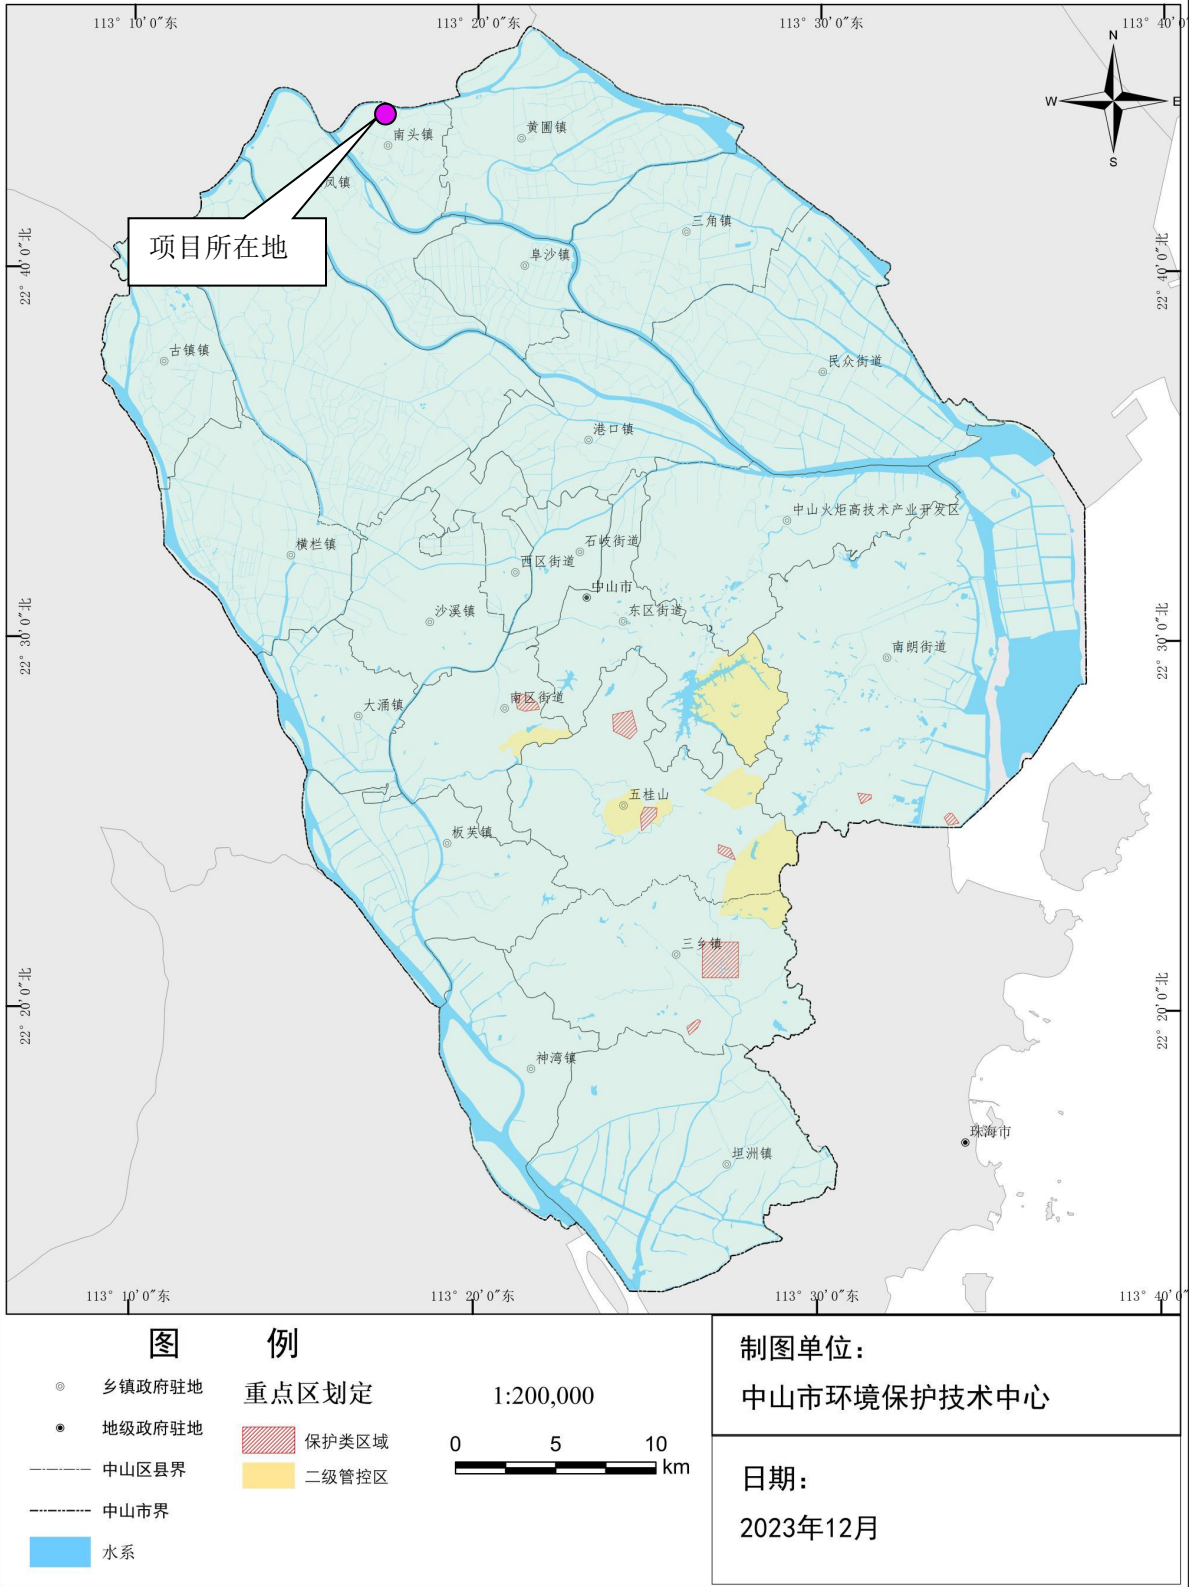 113° 10′0″东
113° 20′0″东
113° 30′0″东
113° 40′0″
N
W
E
S
南头镇
黄圃镇
凤镇
三角镇
项目所在地
阜沙镇
22° 40′0″北
22° 40′0″北
古镇镇
民众街道
港口镇
中山火炬高技术产业开发区
横栏镇
石岐街道
西区街道
中山市
沙溪镇
东区街道
22° 30′0″北
22° 30′0″北
南朗街道
大涌镇
南区街道
五桂山
板芙镇
三乡镇
22° 20′0″北
22° 20′0″北
神湾镇
珠海市
坦洲镇
113° 10′0″东
113° 20′0″东
113° 30′0″东
113° 40′0″
图 例
乡镇政府驻地
地级政府驻地
中山区县界
中山市界
水系
重点区划定
保护类区域
二级管控区
1:200,000
0 5 10
km
制图单位：
中山市环境保护技术中心
日期：
2023年12月